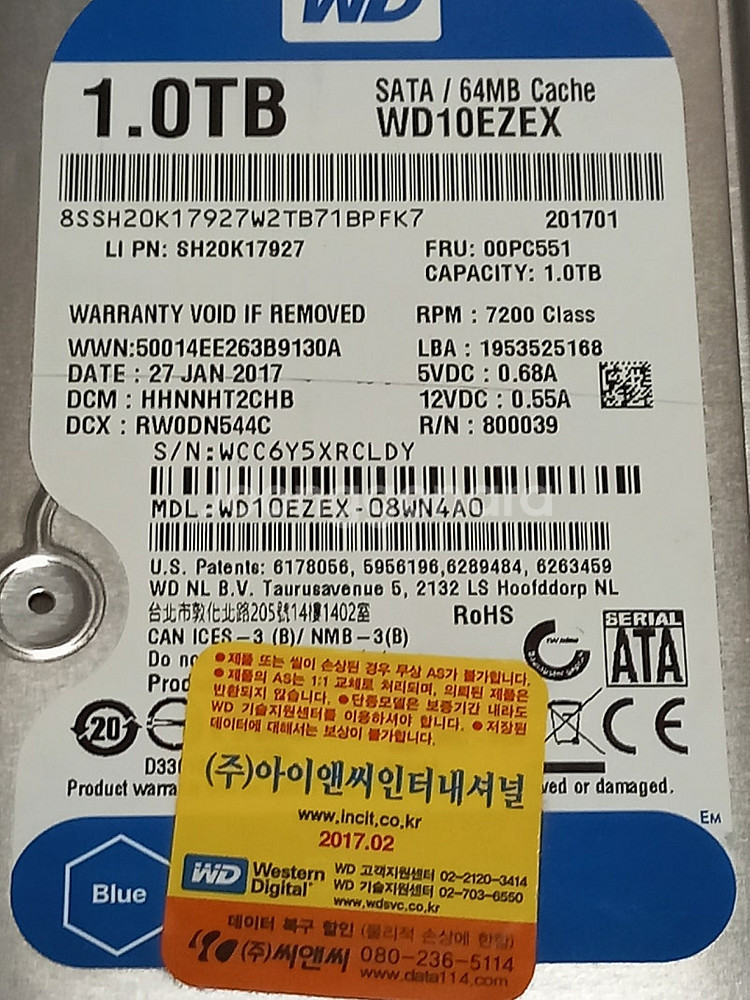 WD
1.0TB
SATA / 64MB Cache
WD10EZEX
8SSH20K17927W2TB71BPFK7
201701
LI PN: SH20K17927
FRU: 00PC551
CAPACITY: 1.0TB
WARRANTY VOID IF REMOVED
RPM : 7200 Class
WWN:50014EE263B9130A
LBA : 1953525168
DATE : 27 JAN 2017
5VDC : 0.68A
DCM : HHNNHT2CHB
12VDC : 0.55A
DCX : RW0DN544C
R/N : 800039
S/N:WCC6Y5XRCLDY
MDL:WD10EZEX-08WN4A0
U.S. Patents: 6178056, 5956196,6289484, 6263459
WD NL B.V. Taurusavenue 5, 2132 LS Hoofddorp NL
台北市敦化北路205號14樓1402室
RoHS
CAN ICES-3 (B)/ NMB-3(B)
SERIAL
ATA
Do no
Prod
20
CE
D33
Product warra
ved or damaged.
EM
Blue
●제품 또는 씰이 손상된 경우 무상 AS가 불가합니다.
●제품의 AS는 1:1 교체로 처리되며, 의뢰된 제품은
반환되지 않습니다. ●단종모델은 보증기간 내라도
WD 기술지원센터를 이용하셔야 합니다. ●저장된
데이터에 대해서는 보상이 불가합니다.
(주)아이앤씨인터내셔널
www.incit.co.kr
2017.02
WD Western
Digital
WD 고객지원센터 02-2120-3414
WD 기술지원센터 02-703-6550
www.wdsvc.co.kr
데이터 복구 할인 (물리적 손상에 한함)
(주)씨앤씨 080-236-5114
www.data114.com